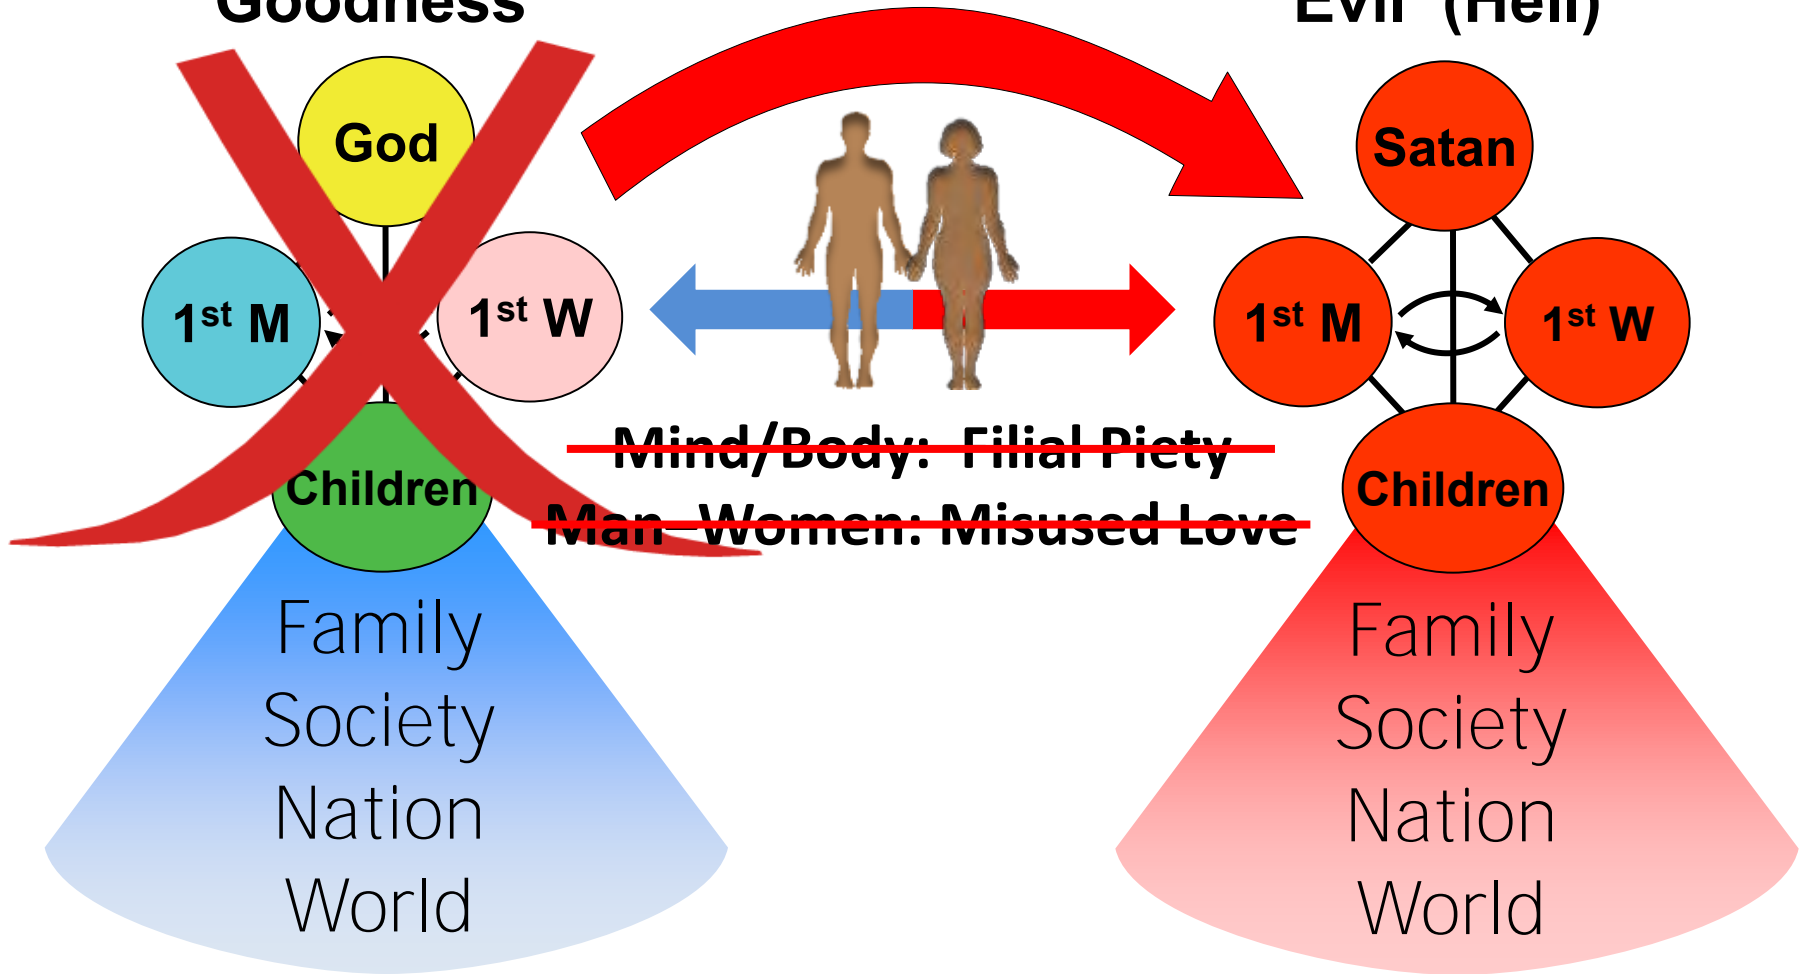 Goodness
Evil (Hell)
God
Satan
1st M
1st W
1st M
1st W
Mind/Body: Filial Piety
Man–Women: Misused Love
Children
Children
Family
Society
Nation
World
Family
Society
Nation
World